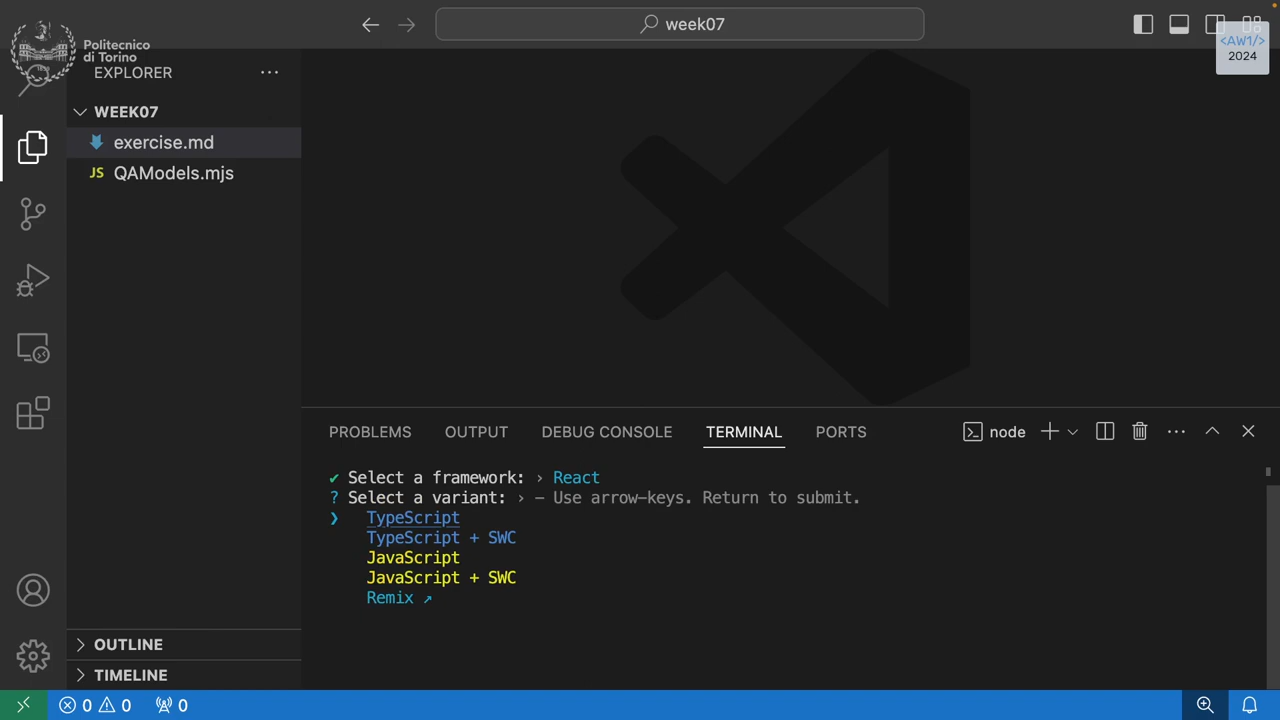 week07
Politecnico
di Torino
<AW1/>
2024
EXPLORER
WEEK07
exercise.md
JS QAModels.mjs
PROBLEMS OUTPUT DEBUG CONSOLE TERMINAL PORTS node
✔ Select a framework: › React
? Select a variant: › - Use arrow-keys. Return to submit.
❯ TypeScript
TypeScript + SWC
JavaScript
JavaScript + SWC
Remix ↗
OUTLINE
TIMELINE
0 0 0